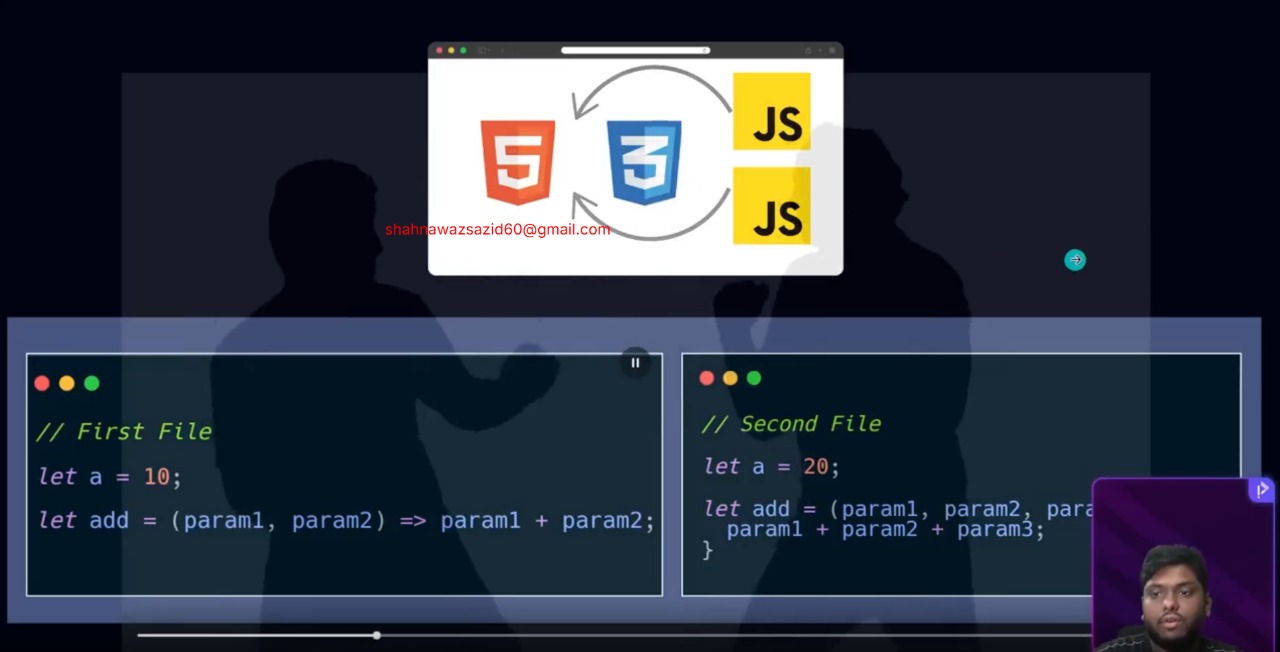 5
3
JS
JS
shahnawazsazid60@gmail.com
// First File
let a = 10;
let add = (param1, param2) => param1 + param2;
// Second File
let a = 20;
let add = (param1, param2, para
param1 + param2 + param3;
}